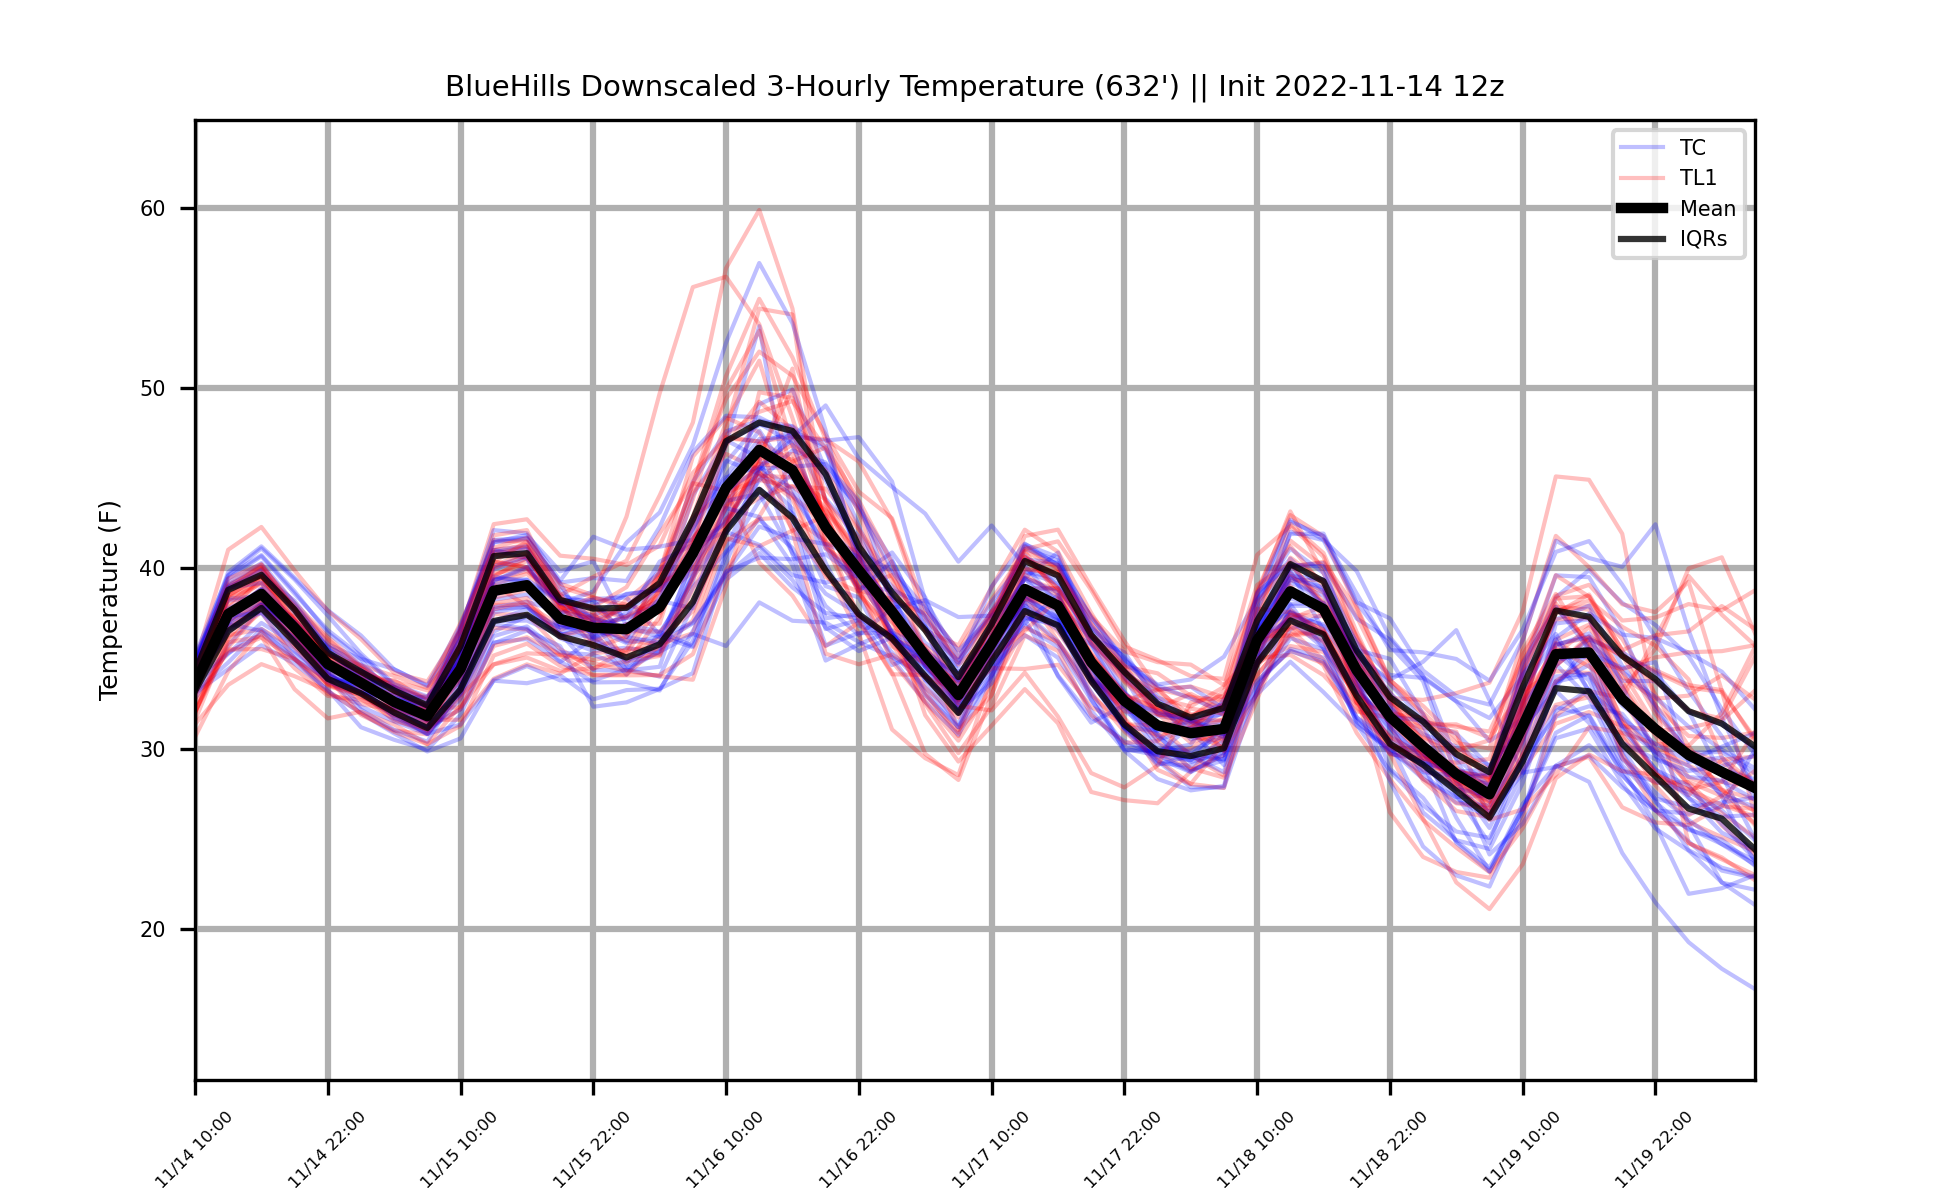 BlueHills Downscaled 3-Hourly Temperature (632') || Init 2022-11-14 12z
TC
TL1
Mean
IQRs
Temperature (F)
60
50
40
30
20
11/14 10:00
11/14 22:00
11/15 10:00
11/15 22:00
11/16 10:00
11/16 22:00
11/17 10:00
11/17 22:00
11/18 10:00
11/18 22:00
11/19 10:00
11/19 22:00